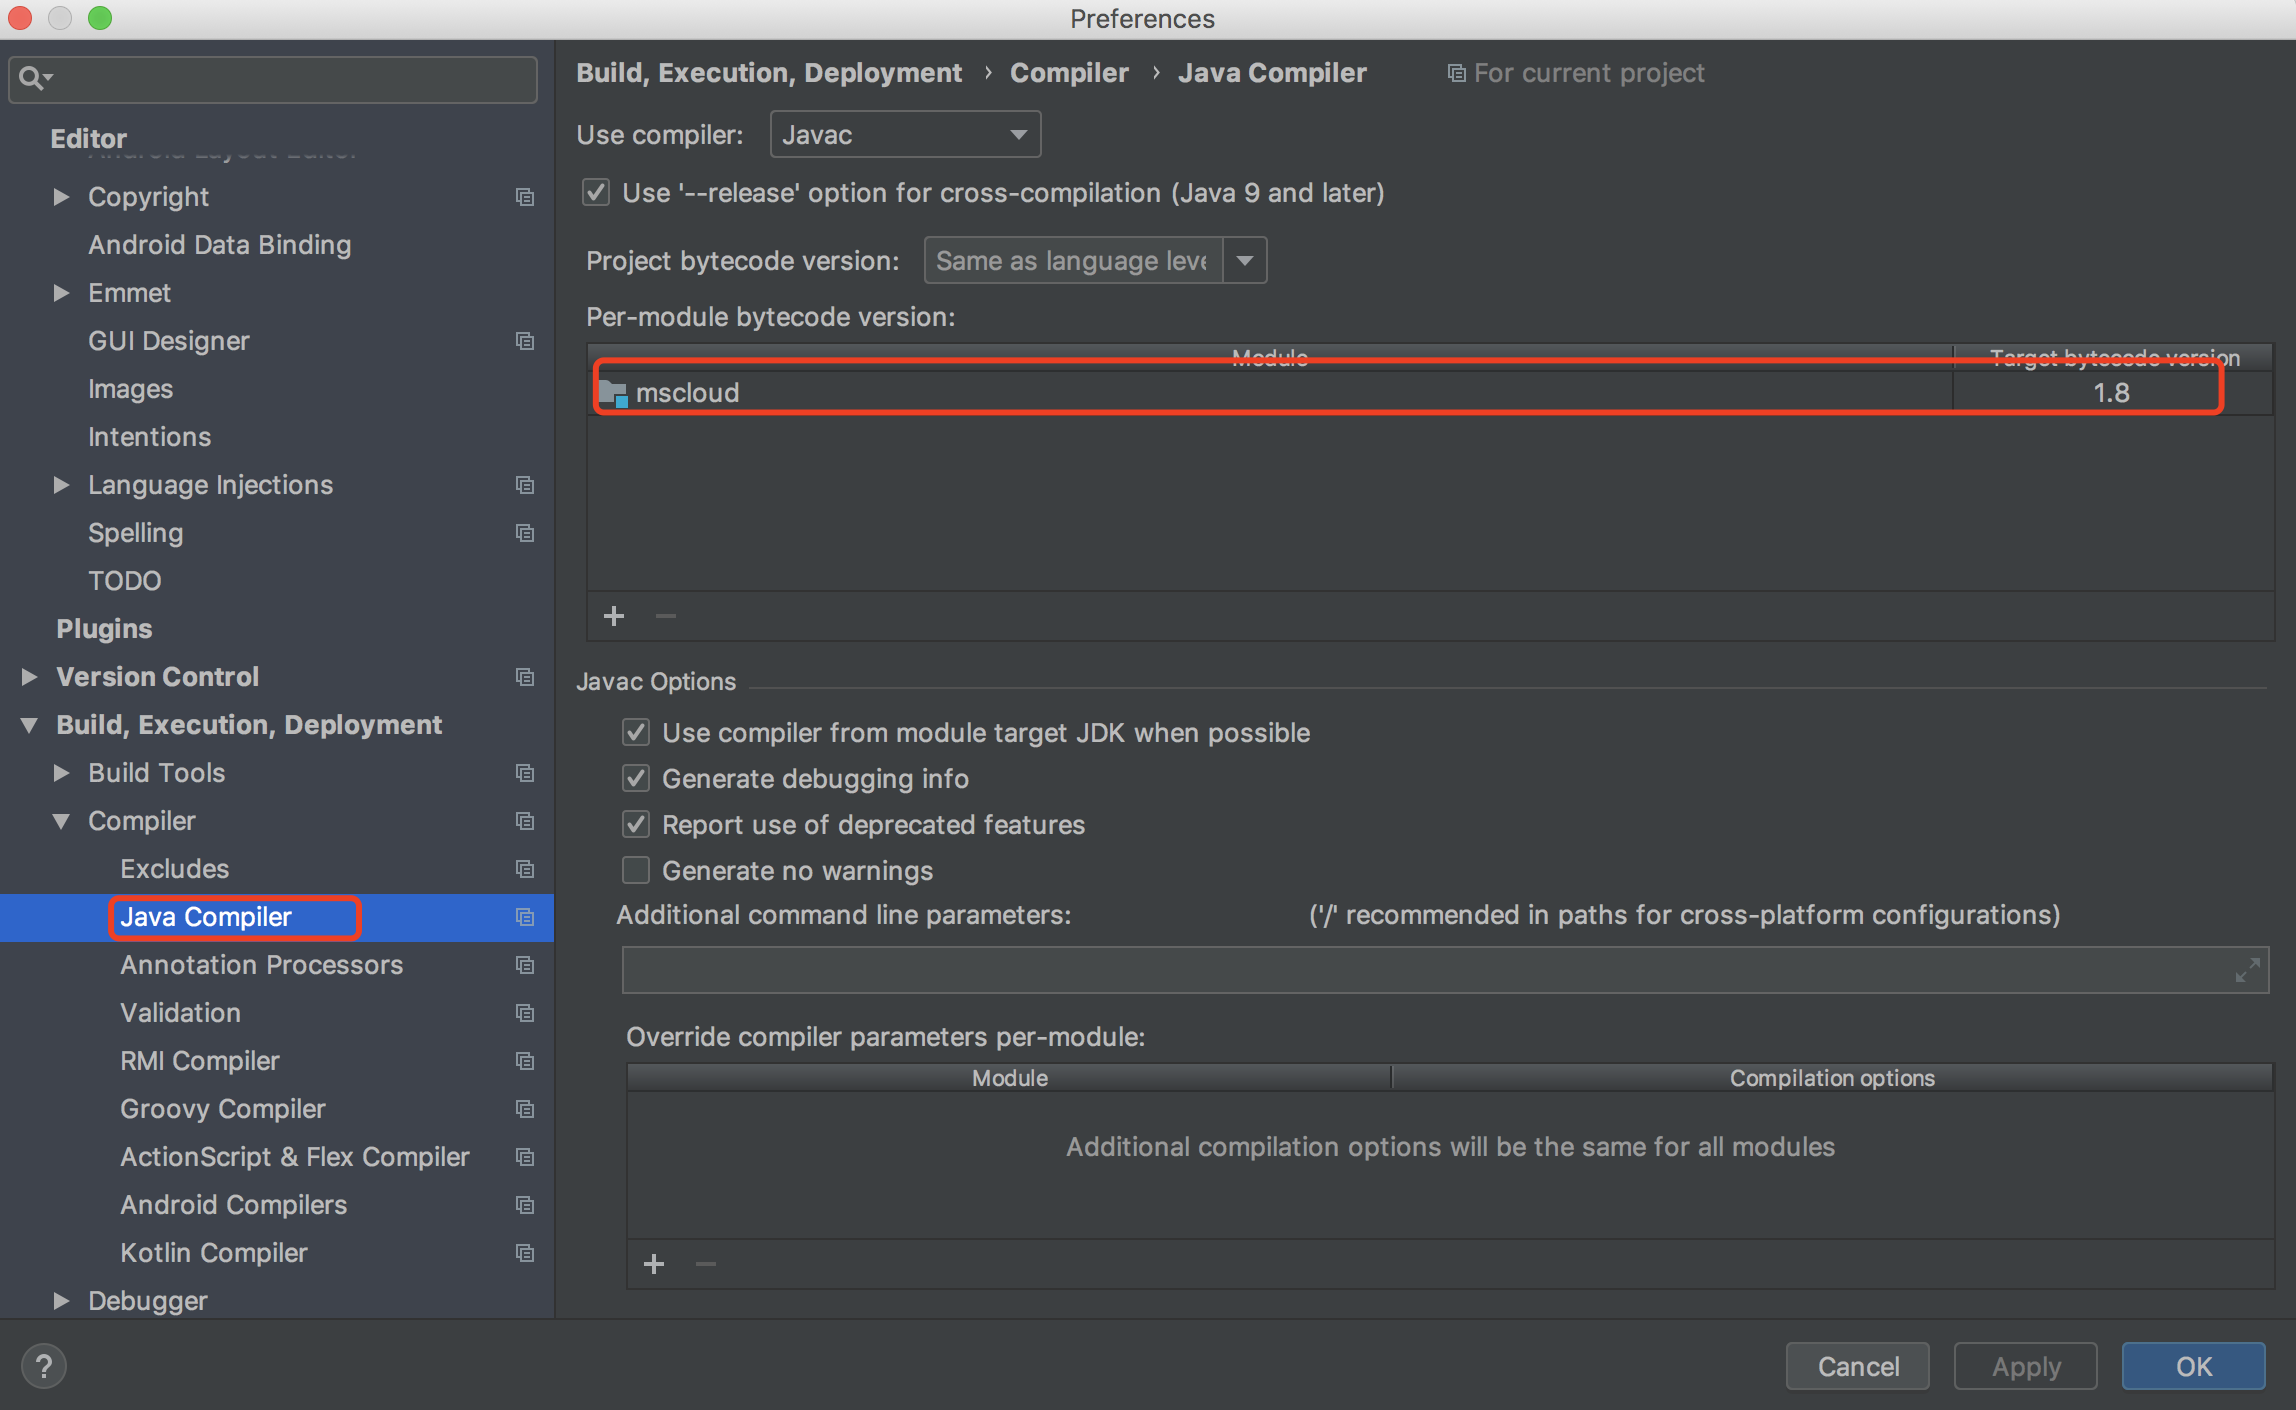 Preferences
Editor
Android Layout Editor
Copyright
Android Data Binding
Emmet
GUI Designer
Images
Intentions
Language Injections
Spelling
TODO
Plugins
Version Control
Build, Execution, Deployment
Build Tools
Compiler
Excludes
Java Compiler
Annotation Processors
Validation
RMI Compiler
Groovy Compiler
ActionScript & Flex Compiler
Android Compilers
Kotlin Compiler
Debugger
?
Build, Execution, Deployment › Compiler › Java Compiler For current project
Use compiler: Javac
Use '--release' option for cross-compilation (Java 9 and later)
Project bytecode version: Same as language leve
Per-module bytecode version:
Module Target bytecode version
mscloud 1.8
Javac Options
Use compiler from module target JDK when possible
Generate debugging info
Report use of deprecated features
Generate no warnings
Additional command line parameters: ('/' recommended in paths for cross-platform configurations)
Override compiler parameters per-module:
Module Compilation options
Additional compilation options will be the same for all modules
Cancel Apply OK